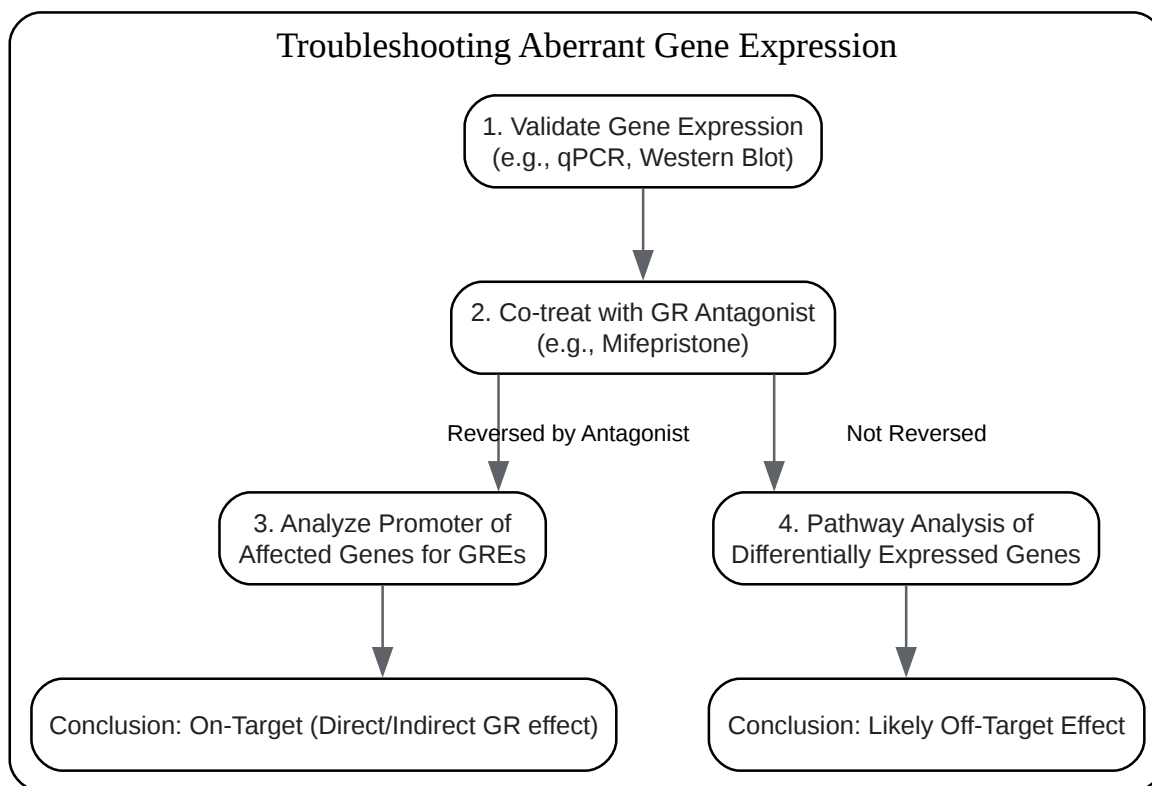 Troubleshooting Aberrant Gene Expression
1. Validate Gene Expression
(e.g., qPCR, Western Blot)
2. Co-treat with GR Antagonist
(e.g., Mifepristone)
Reversed by Antagonist
Not Reversed
3. Analyze Promoter of
Affected Genes for GREs
4. Pathway Analysis of
Differentially Expressed Genes
Conclusion: On-Target (Direct/Indirect GR effect)
Conclusion: Likely Off-Target Effect